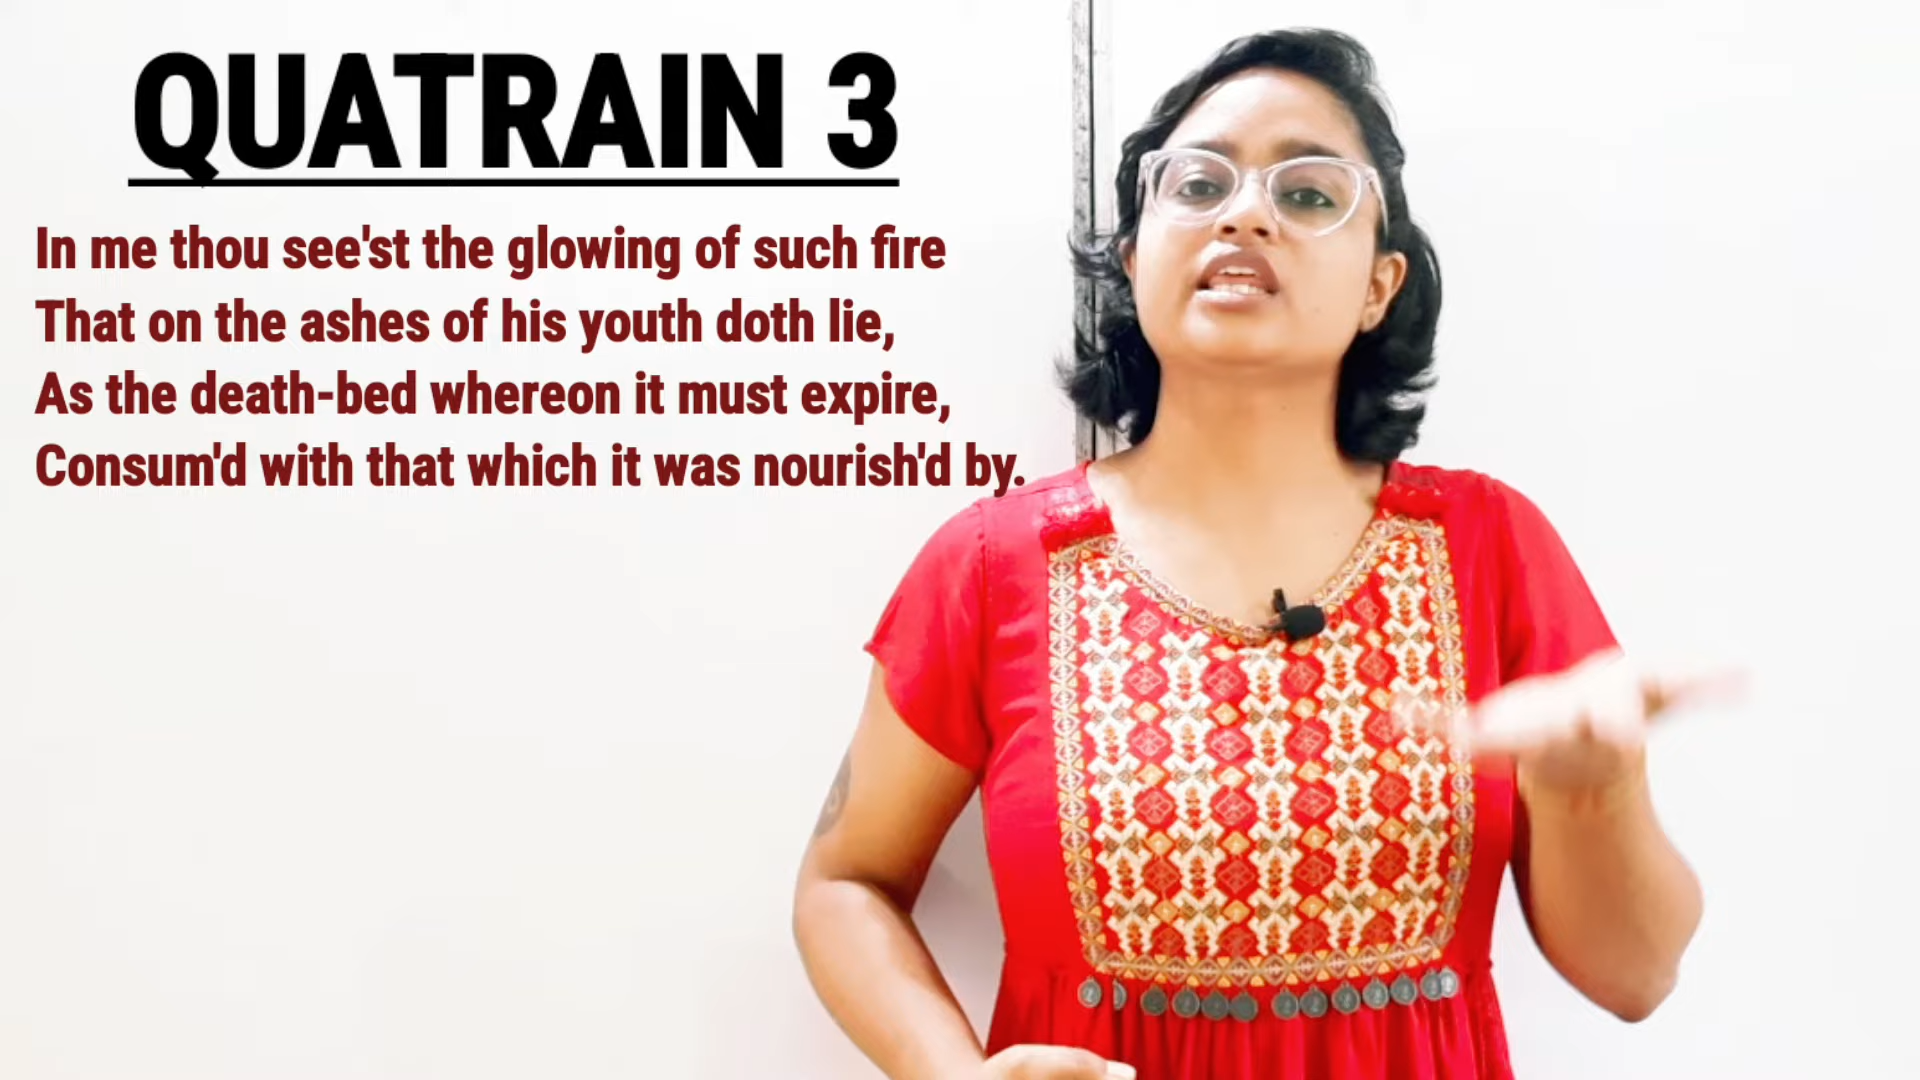 QUATRAIN 3
In me thou see'st the glowing of such fire
That on the ashes of his youth doth lie,
As the death-bed whereon it must expire,
Consum'd with that which it was nourish'd by.